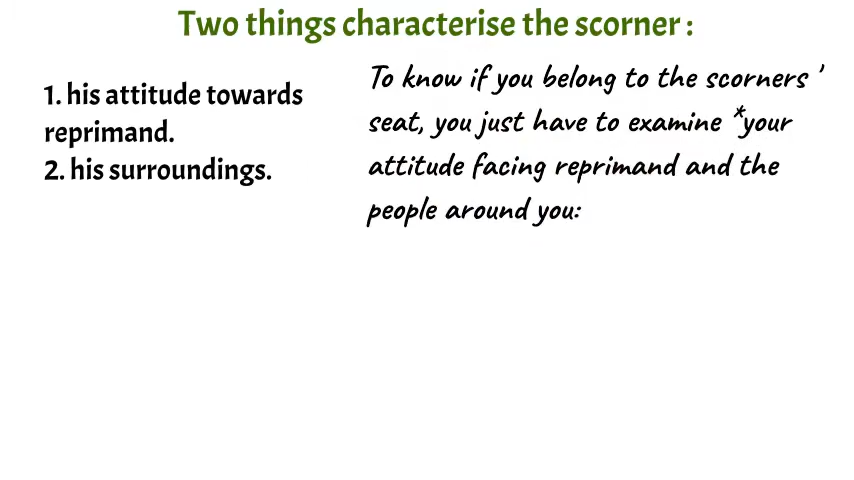 Two things characterise the scorner :
1. his attitude towards
reprimand.
2. his surroundings.
To know if you belong to the scorners '
seat, you just have to examine *your
attitude facing reprimand and the
people around you: